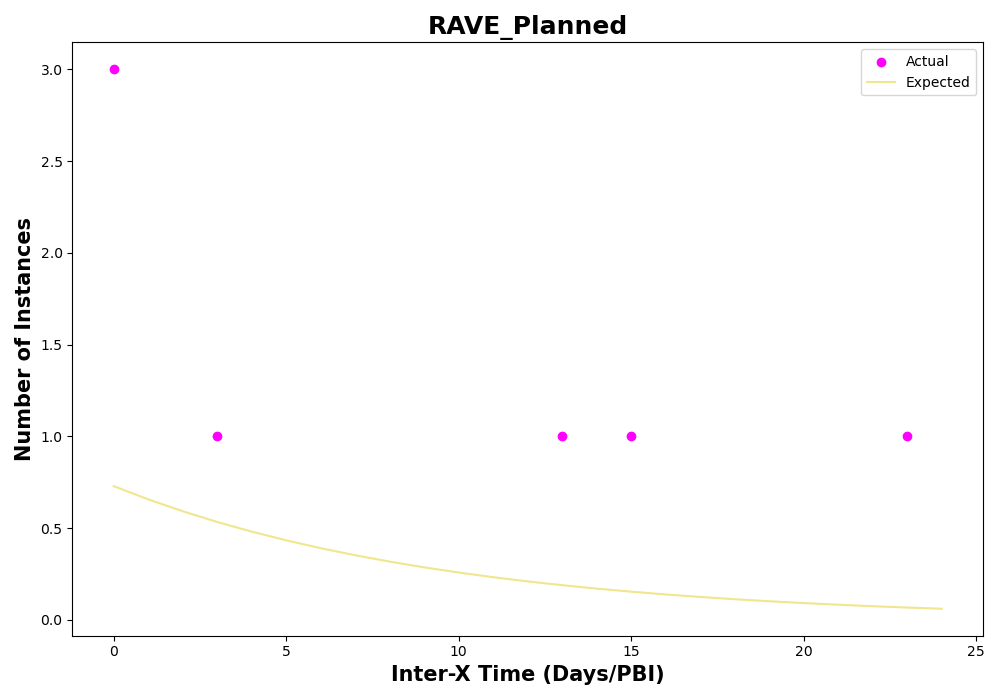 RAVE_Planned
Actual
Expected
Number of Instances
3.0
2.5
2.0
1.5
1.0
0.5
0.0
0 5 10 15 20 25
Inter-X Time (Days/PBI)